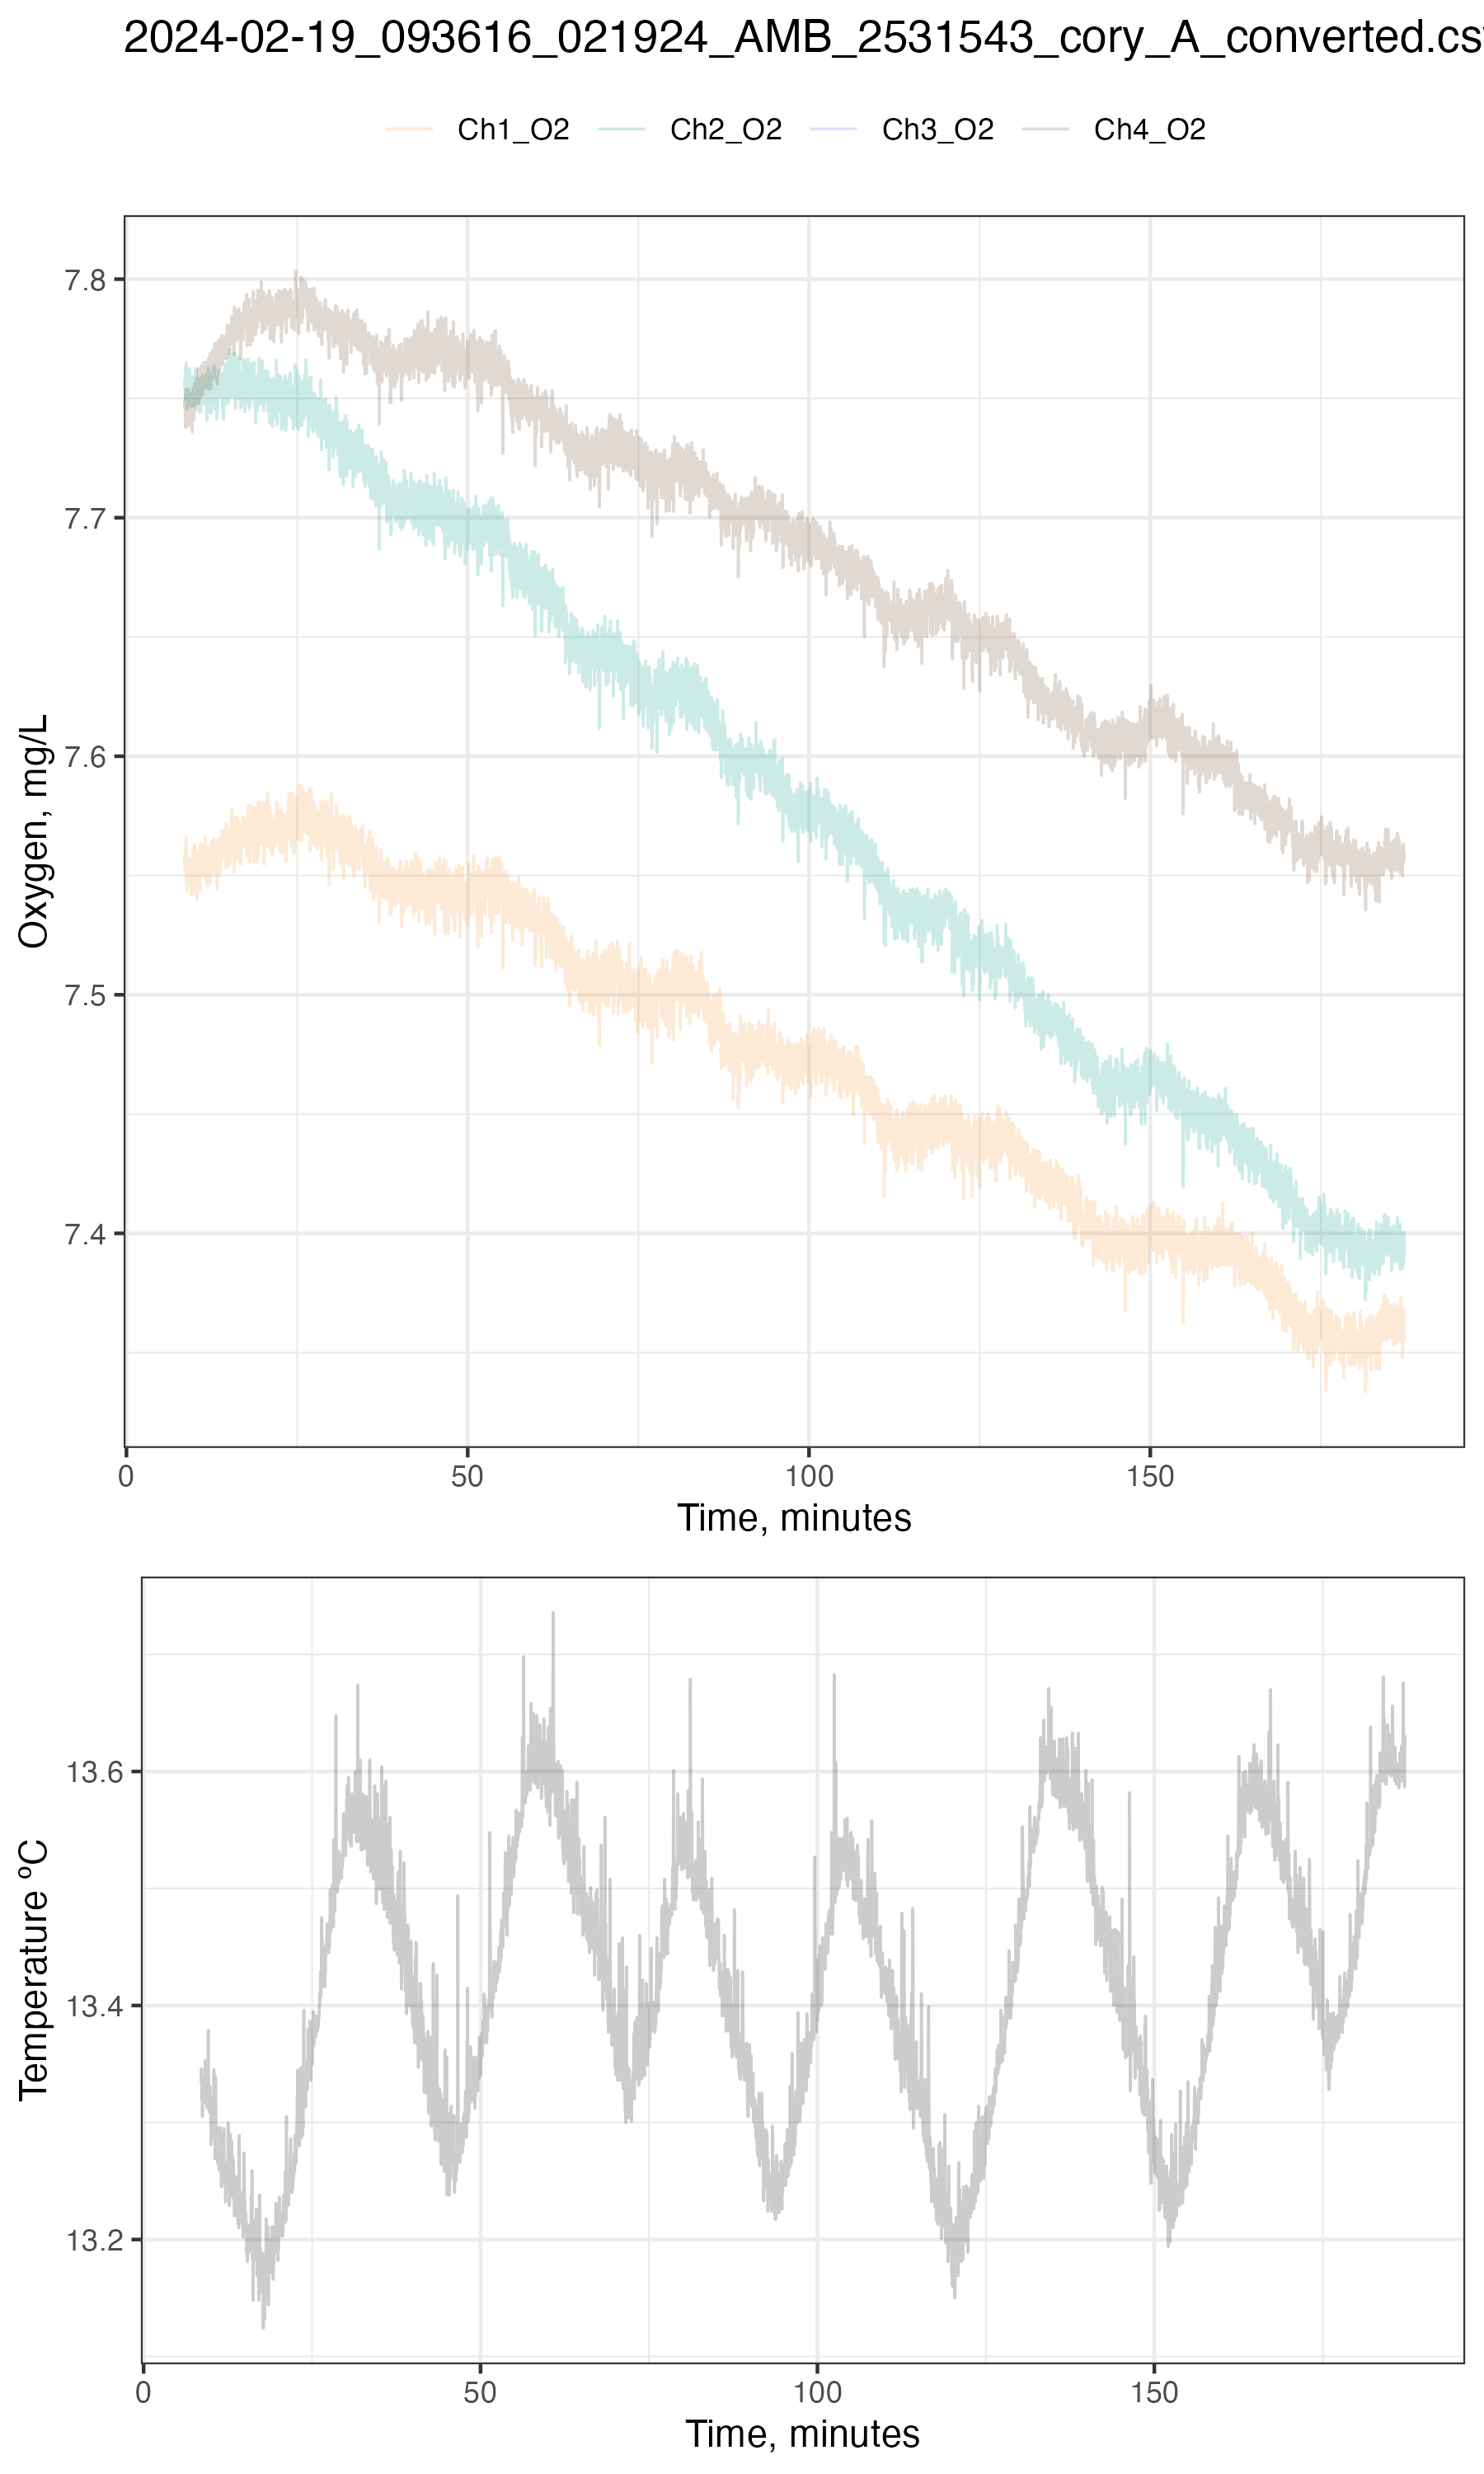 2024-02-19_093616_021924_AMB_2531543_cory_A_converted.cs
Ch1_O2 Ch2_O2 Ch3_O2 Ch4_O2
Oxygen, mg/L
7.8
7.7
7.6
7.5
7.4
0 50 100 150
Time, minutes
Temperature ºC
13.6
13.4
13.2
0 50 100 150
Time, minutes